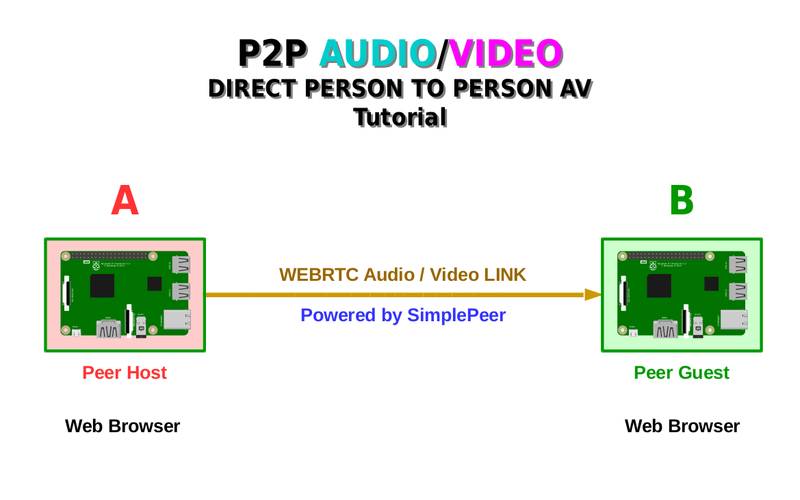 P2P AUDIO/VIDEO
DIRECT PERSON TO PERSON AV
Tutorial
A
B
WEBRTC Audio / Video LINK
Powered by SimplePeer
Peer Host
Peer Guest
Web Browser
Web Browser